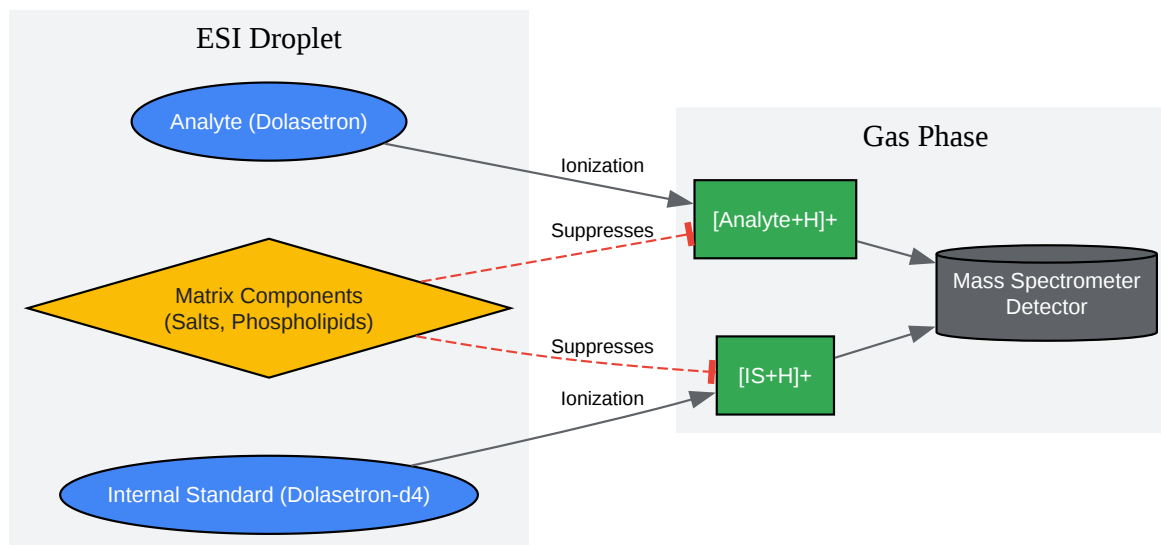 ESI Droplet
Analyte (Dolasetron)
Gas Phase
Ionization
[Analyte+H]+
Suppresses
Matrix Components
(Salts, Phospholipids)
Mass Spectrometer
Detector
Suppresses
[IS+H]+
Ionization
Internal Standard (Dolasetron-d4)